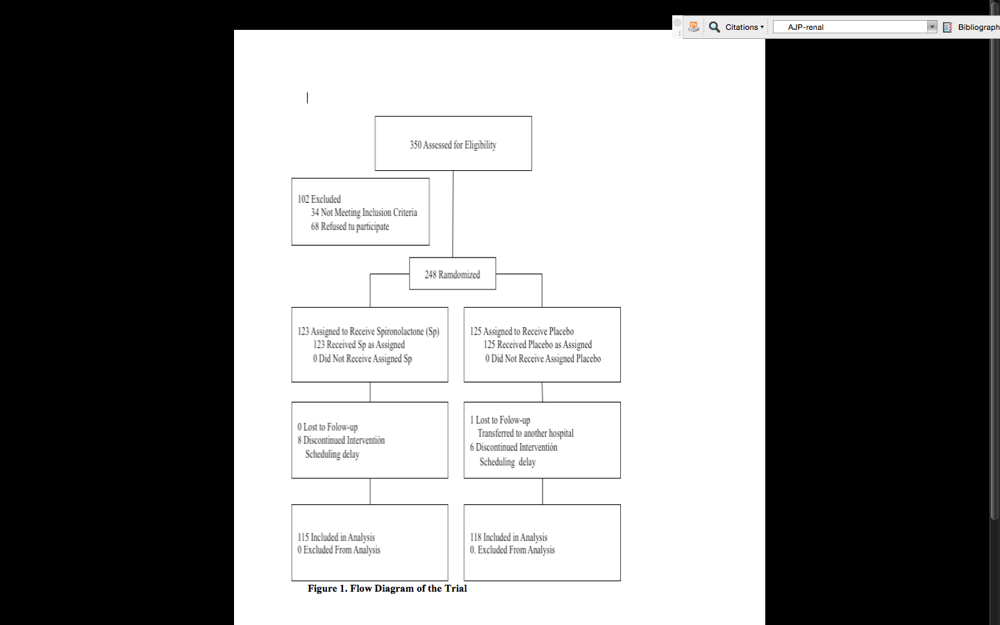 EN
Citations
AJP-renal
Bibliograph
350 Assessed for Eligibility
102 Excluded
34 Not Meeting Inclusion Criteria
68 Refused tu participate
248 Ramdomized
123 Assigned to Receive Spironolactone (Sp)
123 Received Sp as Assigned
0 Did Not Receive Assigned Sp
125 Assigned to Receive Placebo
125 Received Placebo as Assigned
0 Did Not Receive Assigned Placebo
0 Lost to Folow-up
8 Discontinued Interventión
Scheduling delay
1 Lost to Folow-up
Transferred to another hospital
6 Discontinued Interventión
Scheduling delay
115 Included in Analysis
0 Excluded From Analysis
118 Included in Analysis
0. Excluded From Analysis
Figure 1. Flow Diagram of the Trial